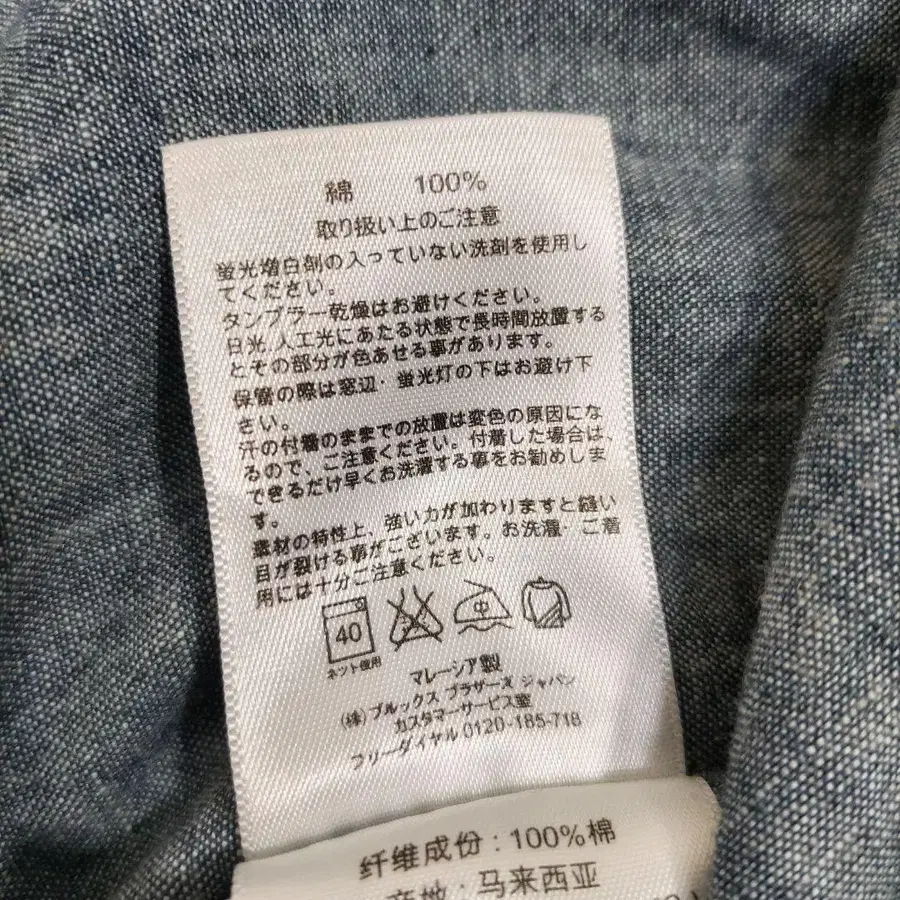 綿 100%
取り扱い上のご注意
蛍光増白剤の入っていない洗剤を使用し
てください。
タンブラー乾燥はお避けください。
日光,人工光にあたる状態で長時間放置する
とその部分が色あせる事があります。
保管の際は窓辺・蛍光灯の下はお避け下
さい。
汗の付着のままでの放置は変色の原因にな
るので、ご注意ください。付着した場合は、
できるだけ早くお洗濯する事をお勧めしま
す。
素材の特性上、強い力が加わりますと縫い
目が裂ける事がございます。お洗濯・ご着
用には十分ご注意ください。
40 中
ネット使用
マレーシア製
(株)ブルックス ブラザーズ ジャパン
カスタマーサービス室
フリーダイヤル 0120-185-718
纤维成份:100%棉
产地:马来西亚